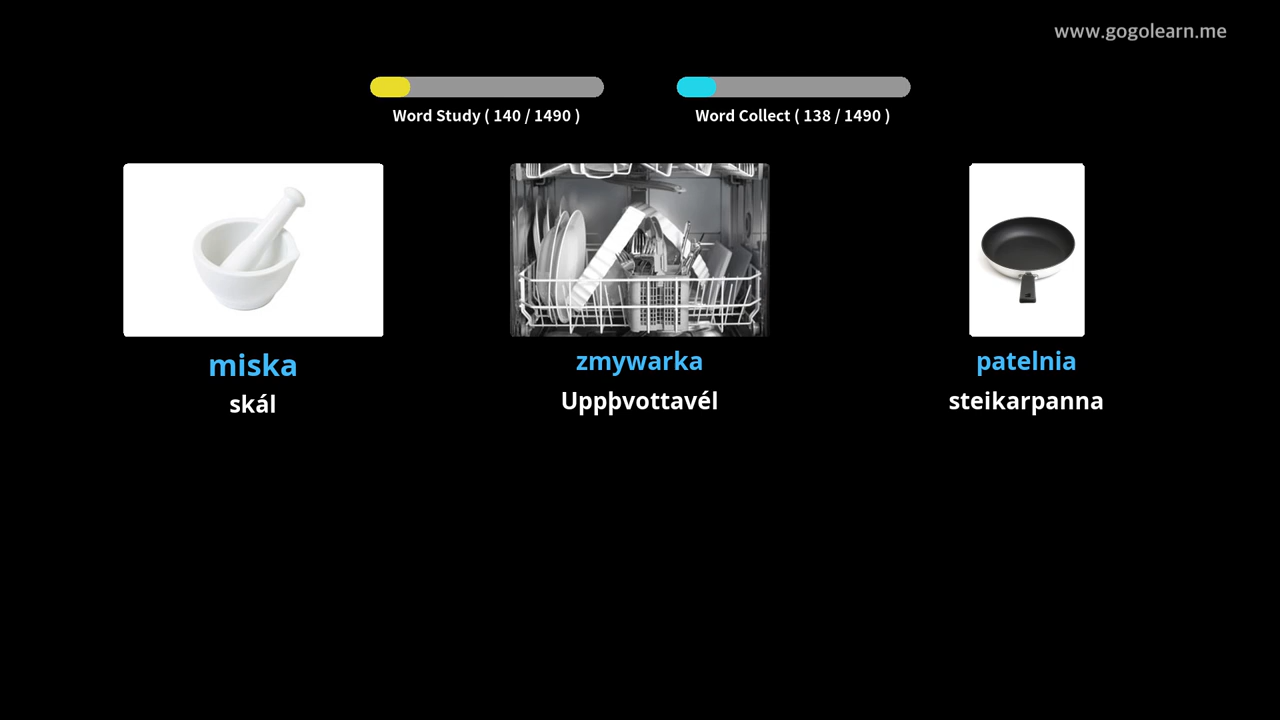 www.gogolearn.me
Word Study ( 140 / 1490 )
Word Collect ( 138 / 1490 )
miska
skál
zmywarka
Uppþvottavél
patelnia
steikarpanna